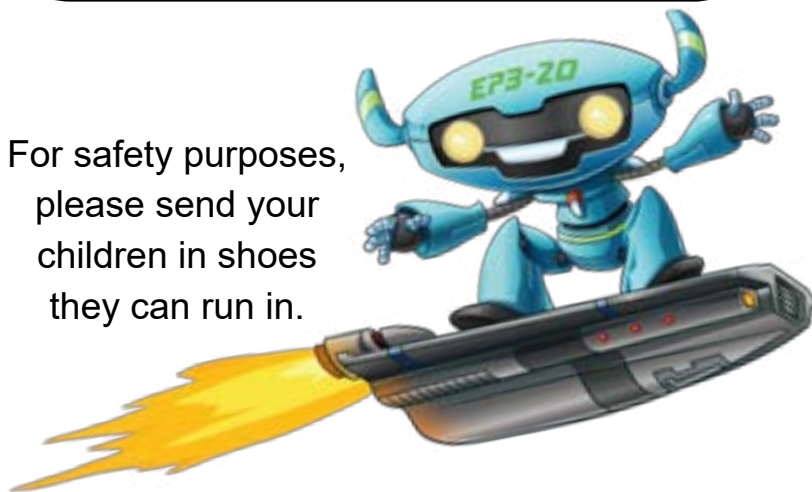 EP3-20
For safety purposes,
please send your
children in shoes
they can run in.